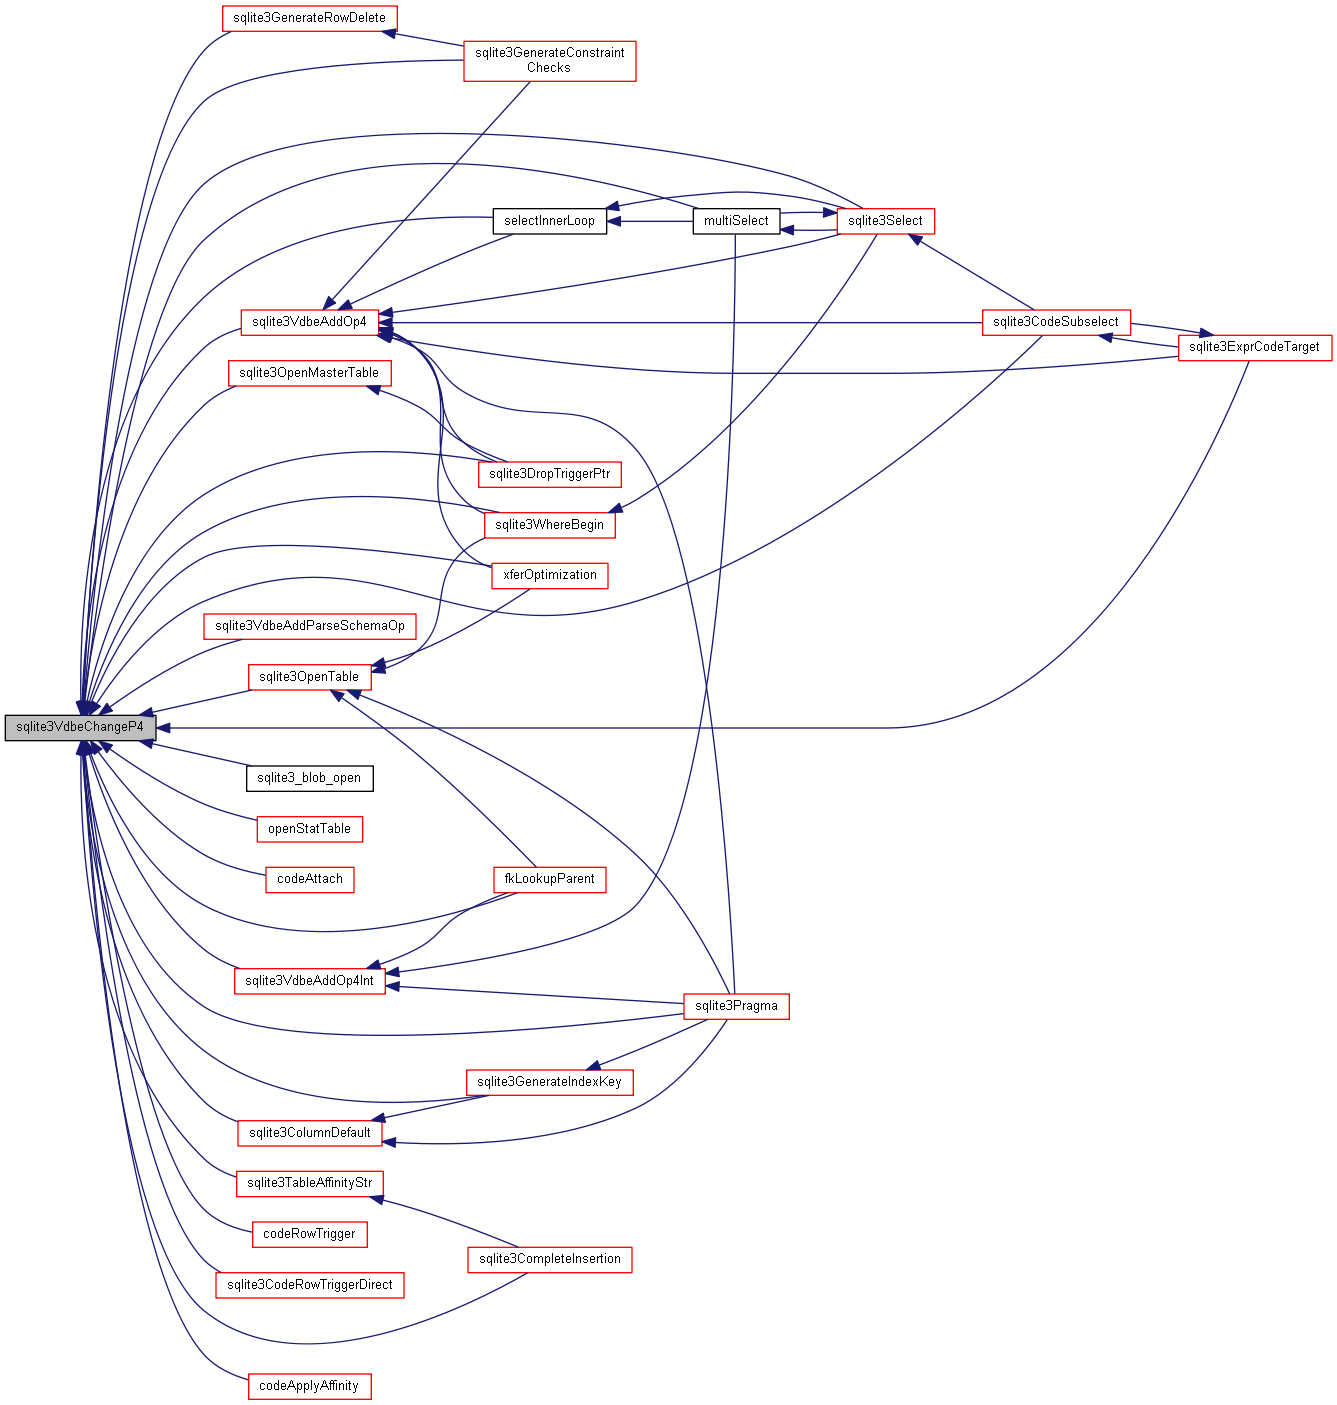 sqlite3GenerateRowDelete
sqlite3GenerateConstraint
Checks
selectInnerLoop
multiSelect
sqlite3Select
sqlite3VdbeAddOp4
sqlite3CodeSubselect
sqlite3ExprCodeTarget
sqlite3OpenMasterTable
sqlite3DropTriggerPtr
sqlite3WhereBegin
xferOptimization
sqlite3VdbeAddParseSchemaOp
sqlite3OpenTable
sqlite3VdbeChangeP4
sqlite3_blob_open
openStatTable
codeAttach
fkLookupParent
sqlite3VdbeAddOp4Int
sqlite3Pragma
sqlite3GenerateIndexKey
sqlite3ColumnDefault
sqlite3TableAffinityStr
codeRowTrigger
sqlite3CompleteInsertion
sqlite3CodeRowTriggerDirect
codeApplyAffinity